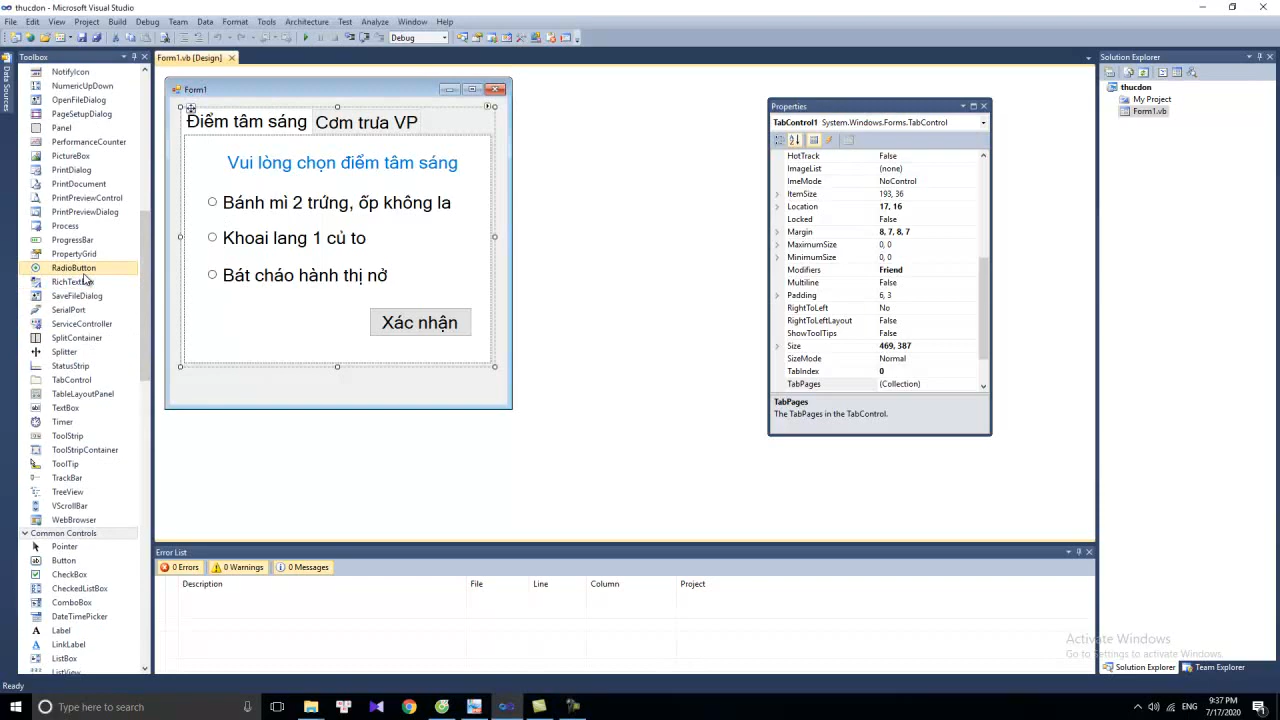 thucdon - Microsoft Visual Studio
File Edit View Project Build Debug Team Data Format Tools Architecture Test Analyze Window Help
Debug
Data Sources
Toolbox
NotifyIcon
NumericUpDown
OpenFileDialog
PageSetupDialog
Panel
PerformanceCounter
PictureBox
PrintDialog
PrintDocument
PrintPreviewControl
PrintPreviewDialog
Process
ProgressBar
PropertyGrid
RadioButton
SaveFileDialog
SerialPort
ServiceController
SplitContainer
Splitter
StatusStrip
TabControl
TableLayoutPanel
TextBox
Timer
ToolStrip
ToolStripContainer
ToolTip
TrackBar
TreeView
VScrollBar
WebBrowser
Common Controls
Pointer
Button
CheckBox
CheckedListBox
ComboBox
DateTimePicker
Label
LinkLabel
ListBox
ListView
Form1.vb [Design]
Form1
Điểm tâm sáng Cơm trưa VP
Vui lòng chọn điểm tâm sáng
Bánh mì 2 trứng, ốp không la
Khoai lang 1 củ to
Bát cháo hành thị nở
Xác nhận
Properties
TabControl1 System.Windows.Forms.TabControl
HotTrack False
ImageList (none)
ImeMode NoControl
ItemSize 193, 36
Location 17, 16
Locked False
Margin 8, 7, 8, 7
MaximumSize 0, 0
MinimumSize 0, 0
Modifiers Friend
Multiline False
Padding 6, 3
RightToLeft No
RightToLeftLayout False
ShowToolTips False
Size 469, 387
SizeMode Normal
TabIndex 0
TabPages (Collection)
TabPages
The TabPages in the TabControl.
Solution Explorer
thucdon
My Project
Form1.vb
Error List
0 Errors 0 Warnings 0 Messages
Description File Line Column Project
Activate Windows
Go to Settings to activate Windows.
Solution Explorer Team Explorer
Ready
Type here to search
ENG
9:37 PM
7/17/2020